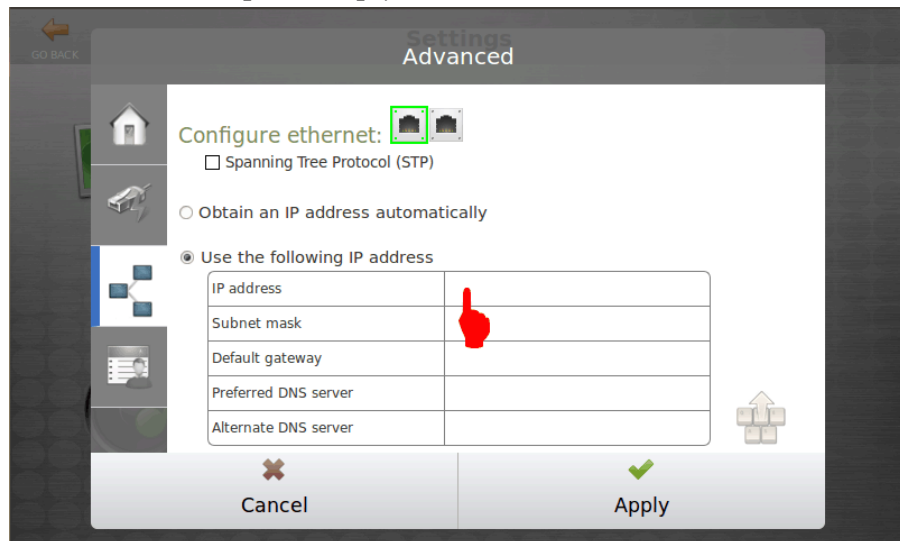 Settings
GO BACK
Advanced
Configure ethernet:
Spanning Tree Protocol (STP)
Obtain an IP address automatically
Use the following IP address
IP address
Subnet mask
Default gateway
Preferred DNS server
Alternate DNS server
Cancel
Apply